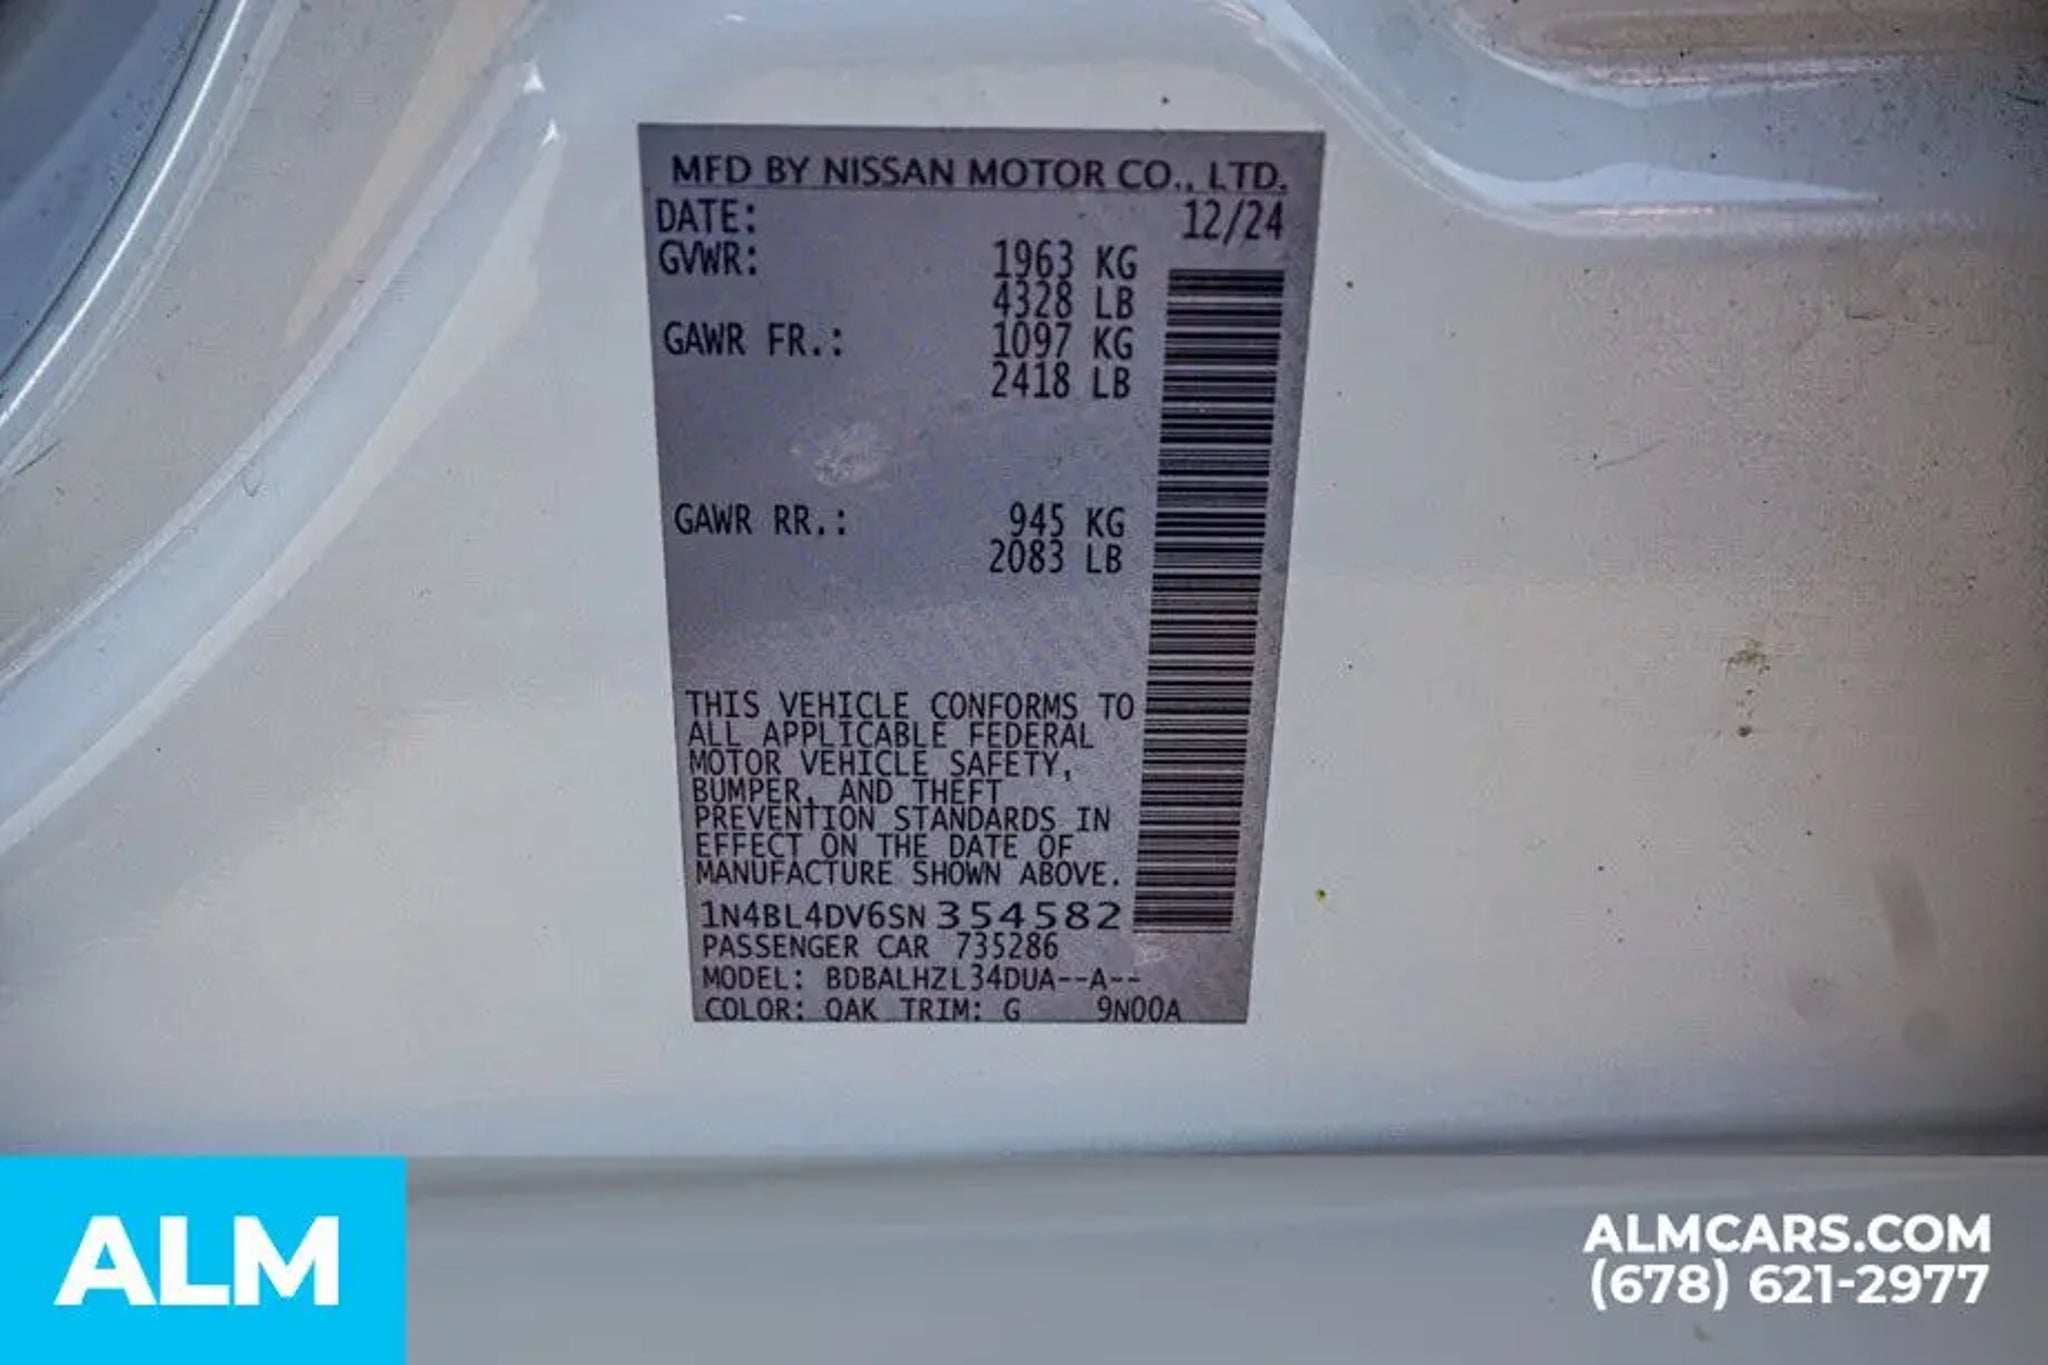 MFD BY NISSAN MOTOR CO., LTD.
DATE: 12/24
GVWR: 1963 KG
4328 LB
GAWR FR.: 1097 KG
2418 LB
GAWR RR.: 945 KG
2083 LB
THIS VEHICLE CONFORMS TO
ALL APPLICABLE FEDERAL
MOTOR VEHICLE SAFETY,
BUMPER, AND THEFT
PREVENTION STANDARDS IN
EFFECT ON THE DATE OF
MANUFACTURE SHOWN ABOVE.
1N4BL4DV6SN354582
PASSENGER CAR 735286
MODEL: BDBALHZL34DUA--A--
COLOR: QAK TRIM: G 9N00A
ALM
ALMCARS.COM
(678) 621-2977